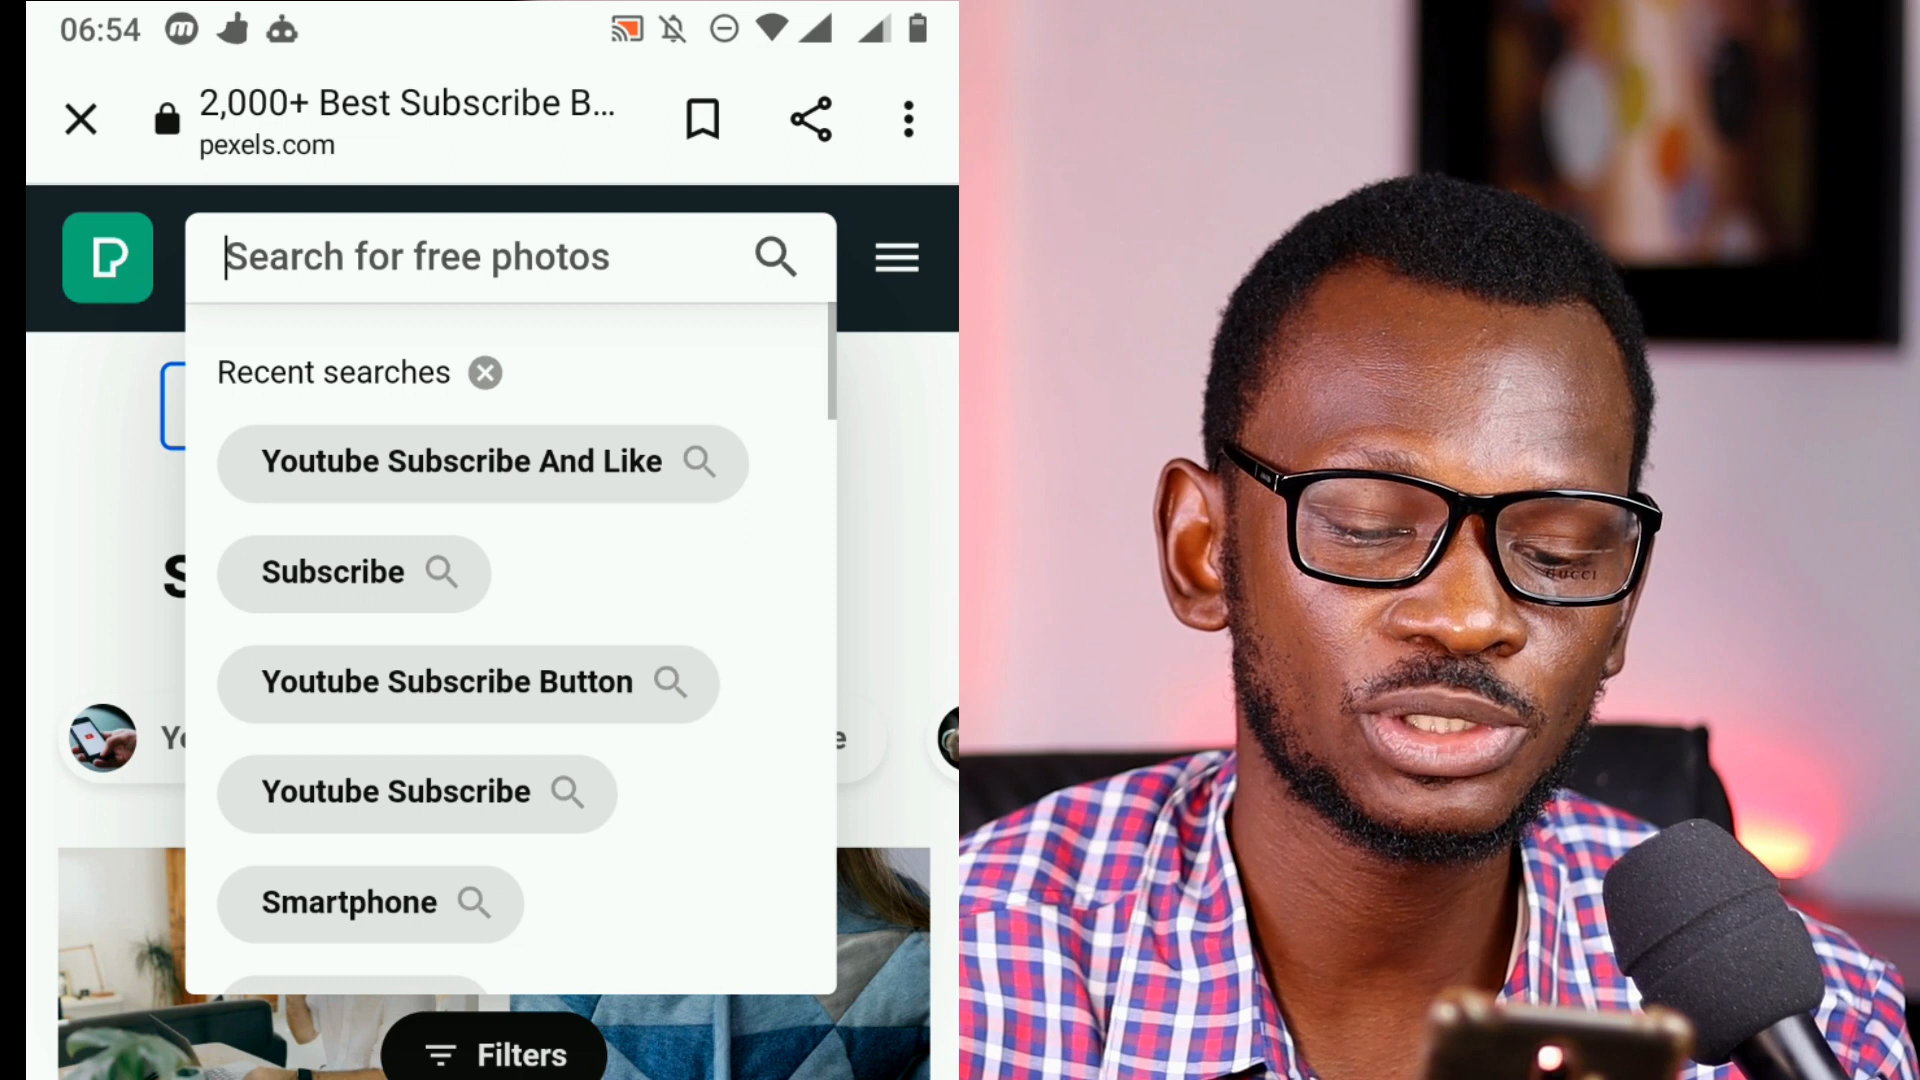 06:54
2,000+ Best Subscribe B...
pexels.com
Search for free photos
Recent searches
Youtube Subscribe And Like
Subscribe
Youtube Subscribe Button
Youtube Subscribe
Smartphone
Filters
GUCCI